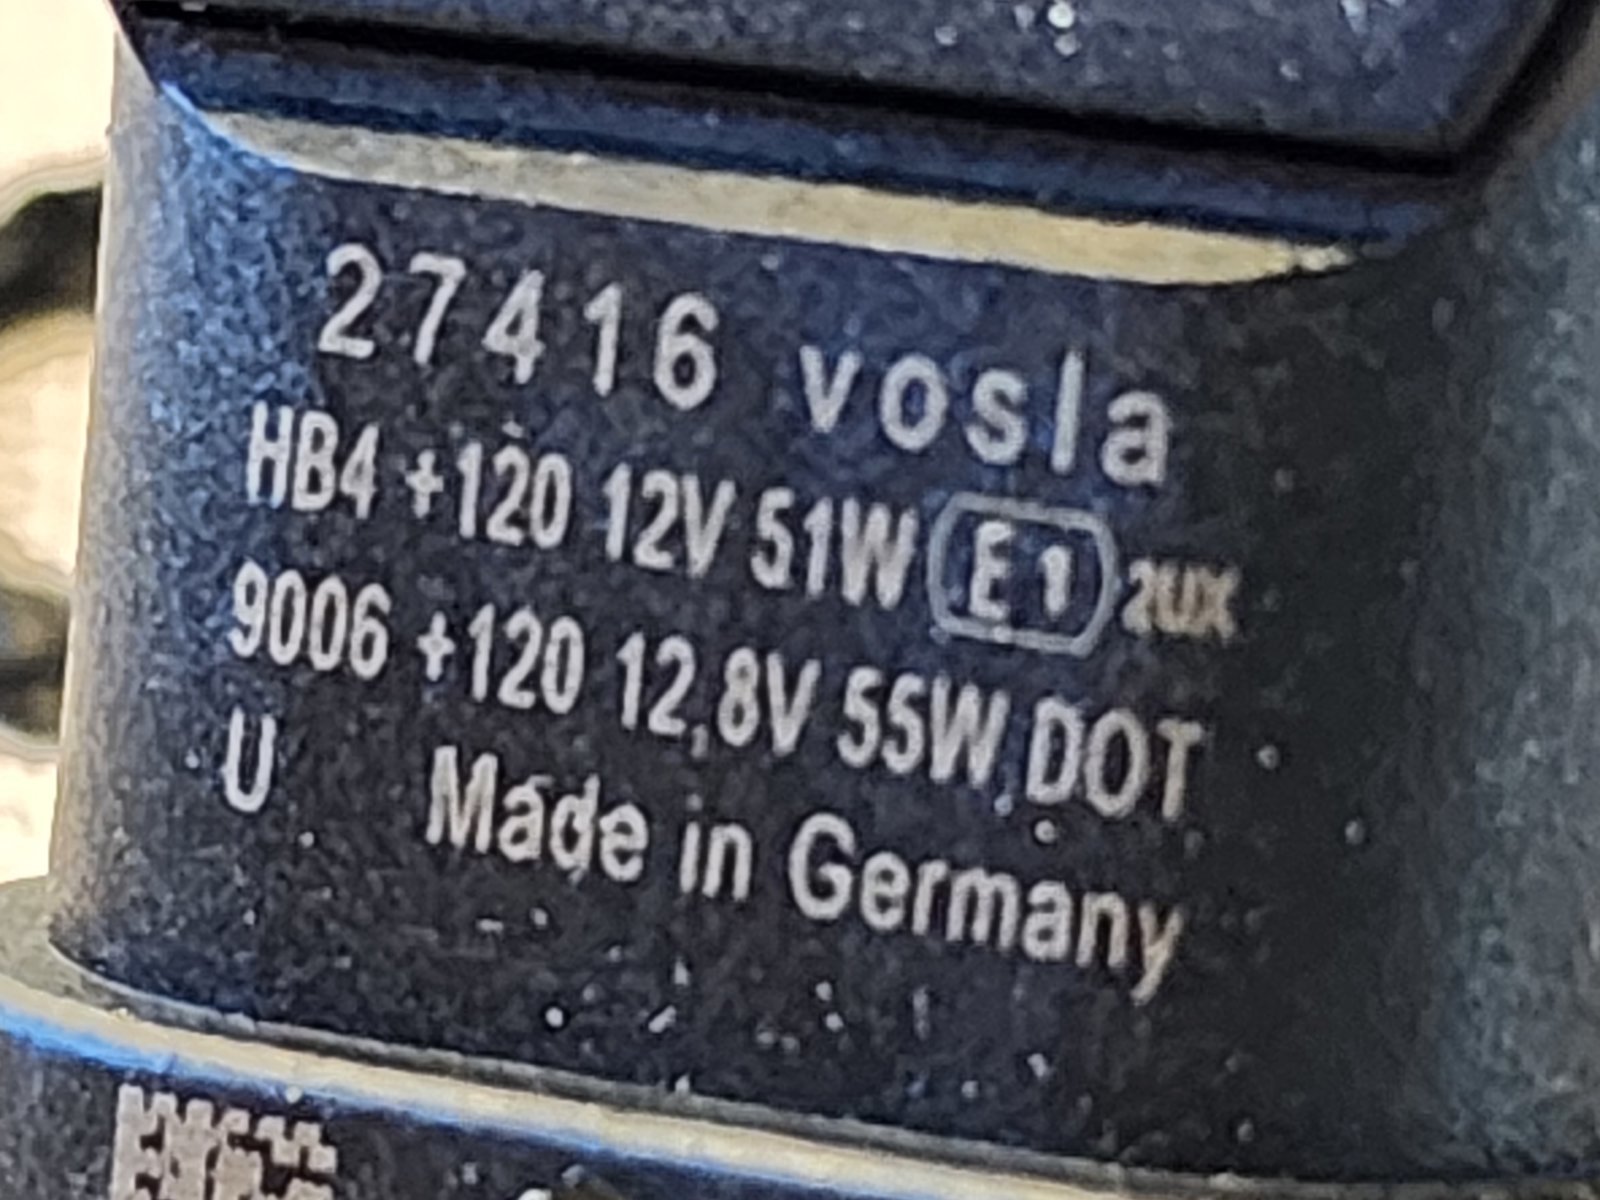 27416 vosla
HB4 +120 12V 51W E1 2UX
9006 +120 12,8V 55W DOT
U Made in Germany